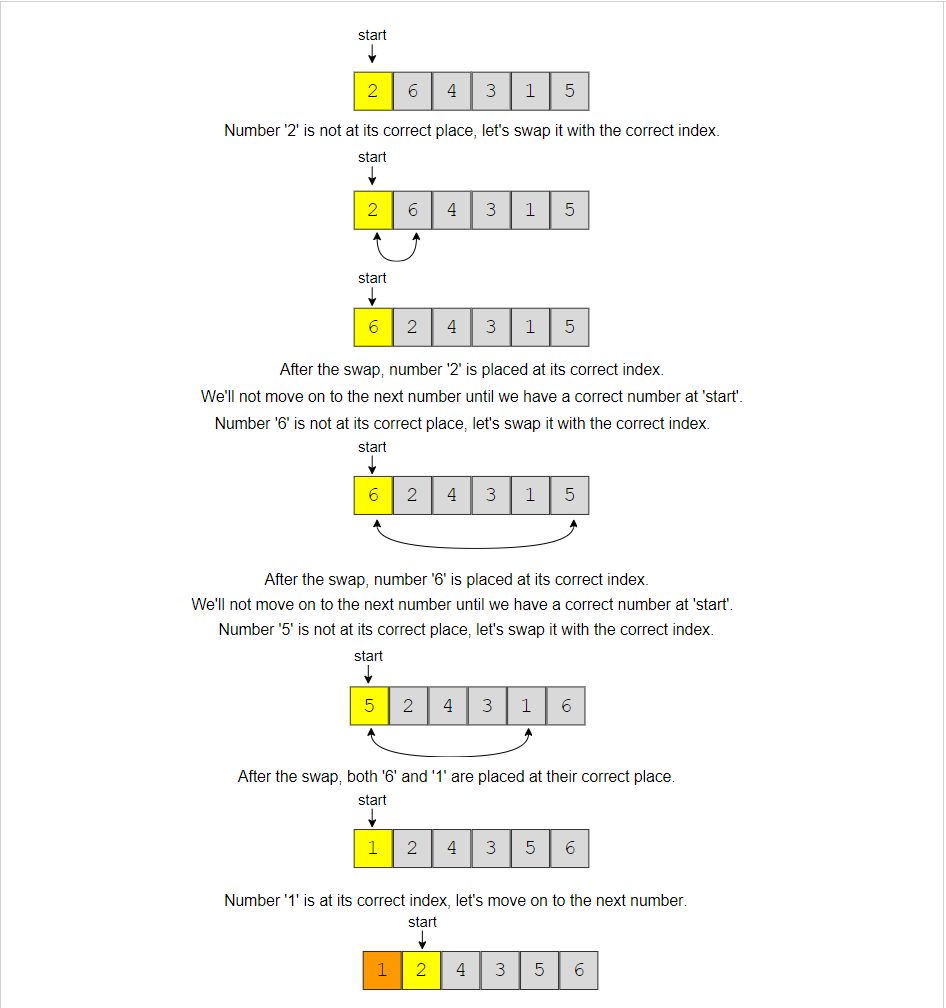 start
2 6 4 3 1 5
Number '2' is not at its correct place, let's swap it with the correct index.
start
2 6 4 3 1 5
start
6 2 4 3 1 5
After the swap, number '2' is placed at its correct index.
We'll not move on to the next number until we have a correct number at 'start'.
Number '6' is not at its correct place, let's swap it with the correct index.
start
6 2 4 3 1 5
After the swap, number '6' is placed at its correct index.
We'll not move on to the next number until we have a correct number at 'start'.
Number '5' is not at its correct place, let's swap it with the correct index.
start
5 2 4 3 1 6
After the swap, both '6' and '1' are placed at their correct place.
start
1 2 4 3 5 6
Number '1' is at its correct index, let's move on to the next number.
start
1 2 4 3 5 6